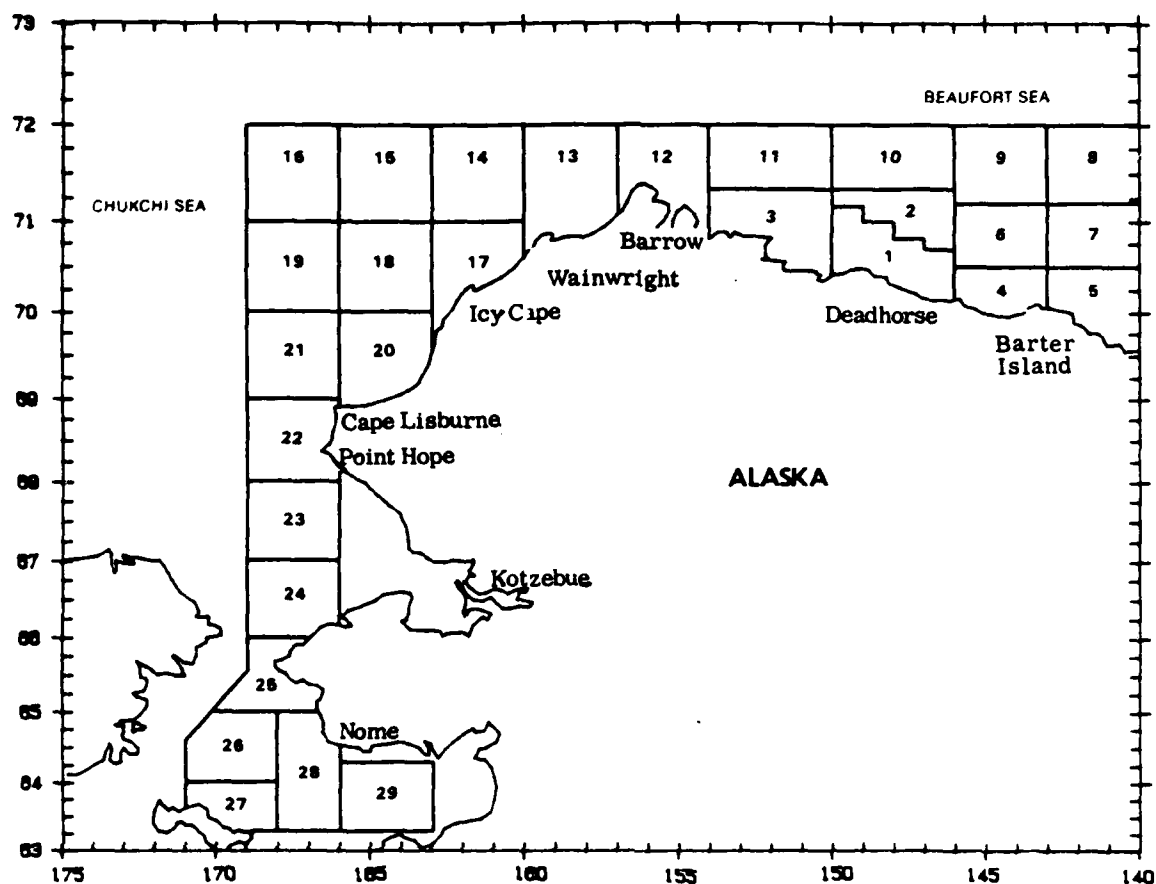 73
BEAUFORT SEA
72
16 15 14 13 12 11 10 9 8
CHUKCHI SEA
3 2
71
6 7
Barrow
1
19 18 17
Wainwright
4 5
70
Icy Cape
Deadhorse
21 20
Barter
Island
69
Cape Lisburne
22
Point Hope
ALASKA
68
23
67
Kotzebue
24
66
25
65
Nome
26
28
29
64
27
63
175 170 165 160 155 150 145 140